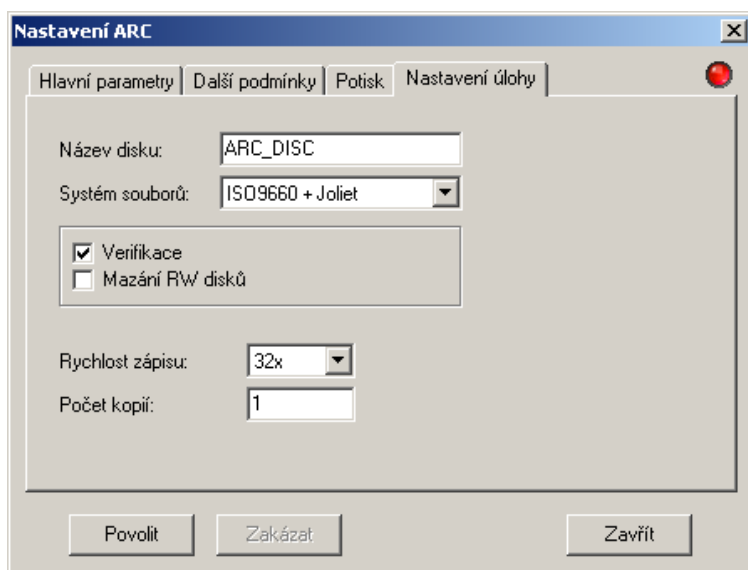 Nastavení ARC
Hlavní parametry Další podmínky Potisk Nastavení úlohy
Název disku: ARC_DISC
Systém souborů: ISO9660 + Joliet
Verifikace
Mazání RW disků
Rychlost zápisu: 32x
Počet kopií: 1
Povolit Zakázat Zavřít